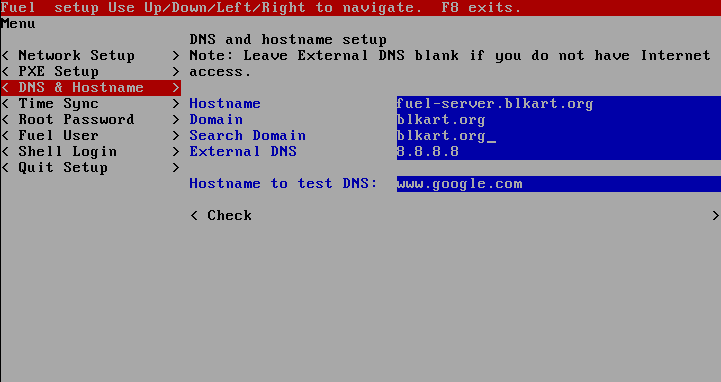 Fuel  setup Use Up/Down/Left/Right to navigate.  F8 exits.
Menu
< Network Setup >
< PXE Setup >
< DNS & Hostname >
< Time Sync >
< Root Password >
< Fuel User >
< Shell Login >
< Quit Setup >
DNS and hostname setup
Note: Leave External DNS blank if you do not have Internet
access.
Hostname fuel-server.blkart.org
Domain blkart.org
Search Domain blkart.org_
External DNS 8.8.8.8
Hostname to test DNS: www.google.com
< Check >